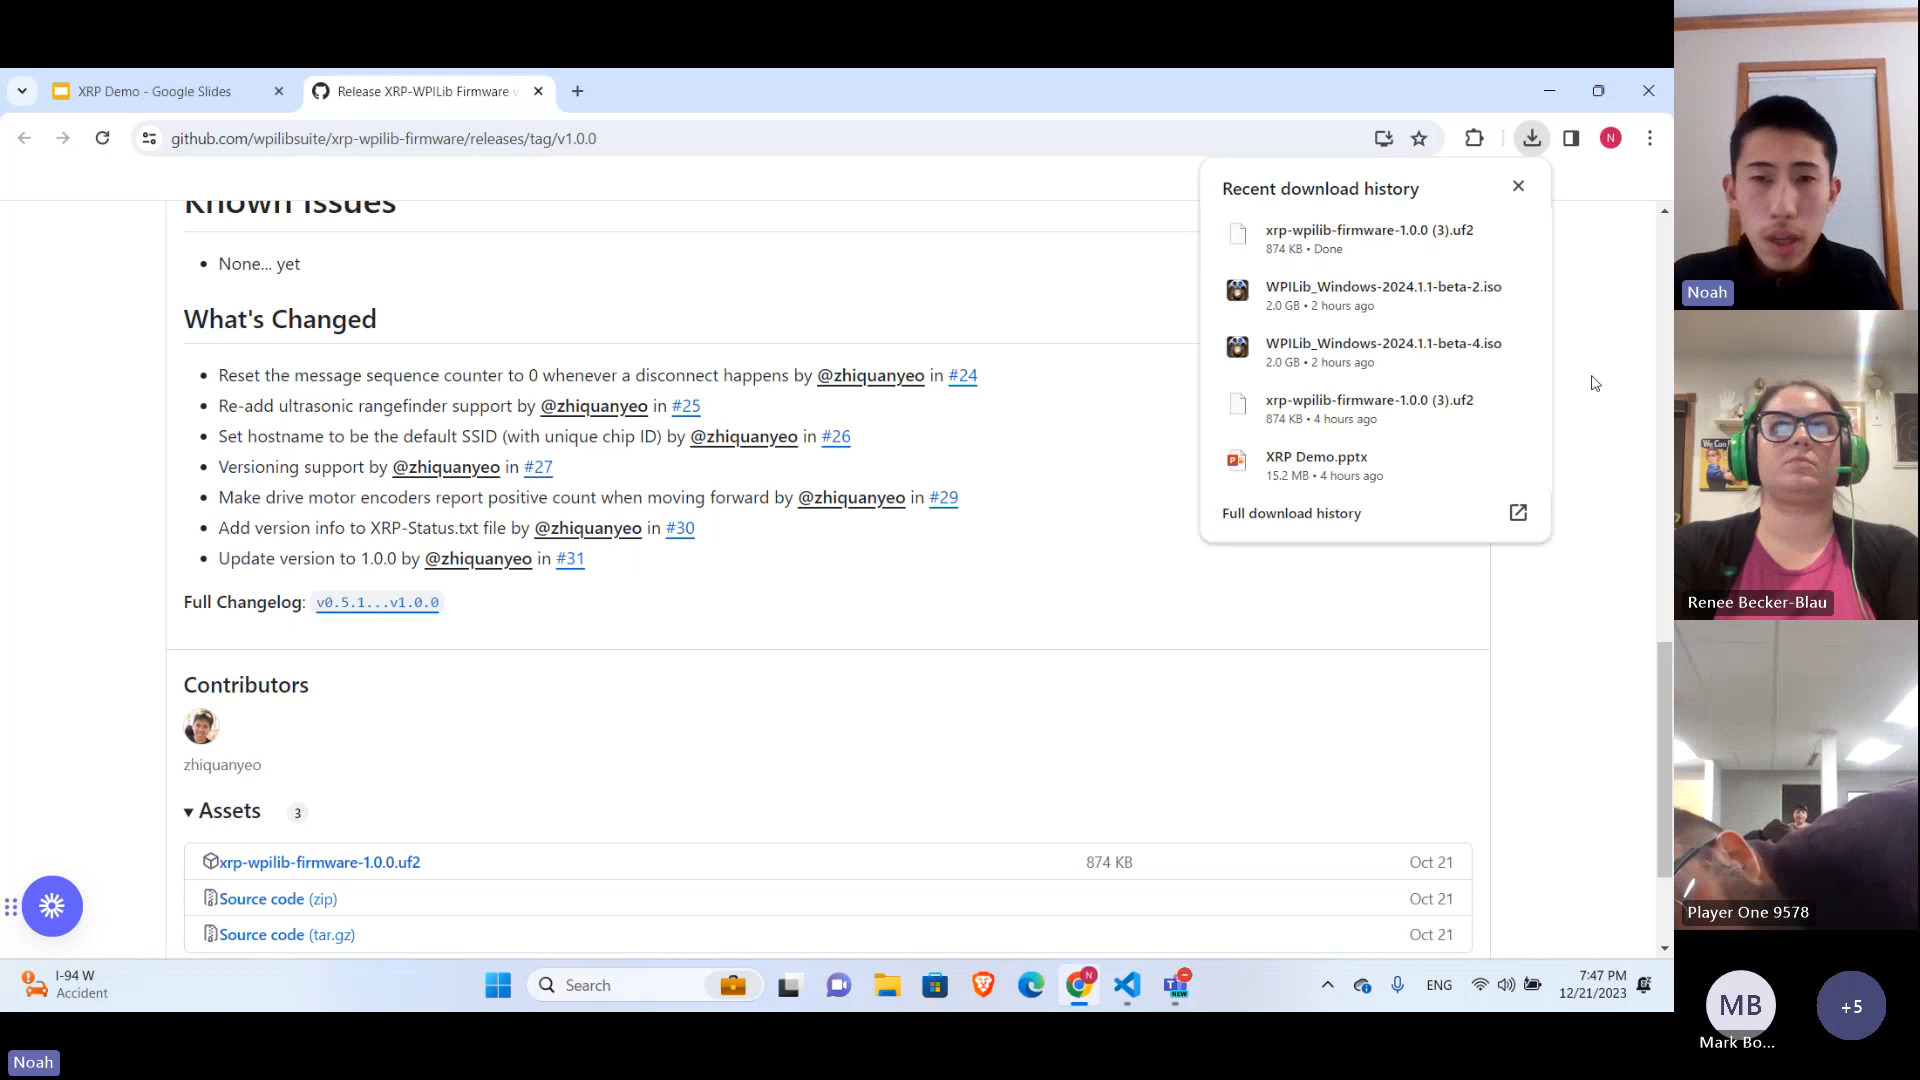 XRP Demo - Google Slides
Release XRP-WPILib Firmware v
github.com/wpilibsuite/xrp-wpilib-firmware/releases/tag/v1.0.0
N
Known Issues
None... yet
What's Changed
Reset the message sequence counter to 0 whenever a disconnect happens by @zhiquanyeo in #24
Re-add ultrasonic rangefinder support by @zhiquanyeo in #25
Set hostname to be the default SSID (with unique chip ID) by @zhiquanyeo in #26
Versioning support by @zhiquanyeo in #27
Make drive motor encoders report positive count when moving forward by @zhiquanyeo in #29
Add version info to XRP-Status.txt file by @zhiquanyeo in #30
Update version to 1.0.0 by @zhiquanyeo in #31
Full Changelog: v0.5.1...v1.0.0
Contributors
zhiquanyeo
Assets 3
xrp-wpilib-firmware-1.0.0.uf2 874 KB Oct 21
Source code (zip) Oct 21
Source code (tar.gz) Oct 21
Recent download history
xrp-wpilib-firmware-1.0.0 (3).uf2
874 KB • Done
WPILib_Windows-2024.1.1-beta-2.iso
2.0 GB • 2 hours ago
WPILib_Windows-2024.1.1-beta-4.iso
2.0 GB • 2 hours ago
xrp-wpilib-firmware-1.0.0 (3).uf2
874 KB • 4 hours ago
P
XRP Demo.pptx
15.2 MB • 4 hours ago
Full download history
Noah
We Can
Renee Becker-Blau
Player One 9578
MB
Mark Bo...
+5
I-94 W
Accident
Search
N
NEW
ENG
7:47 PM
12/21/2023
Noah